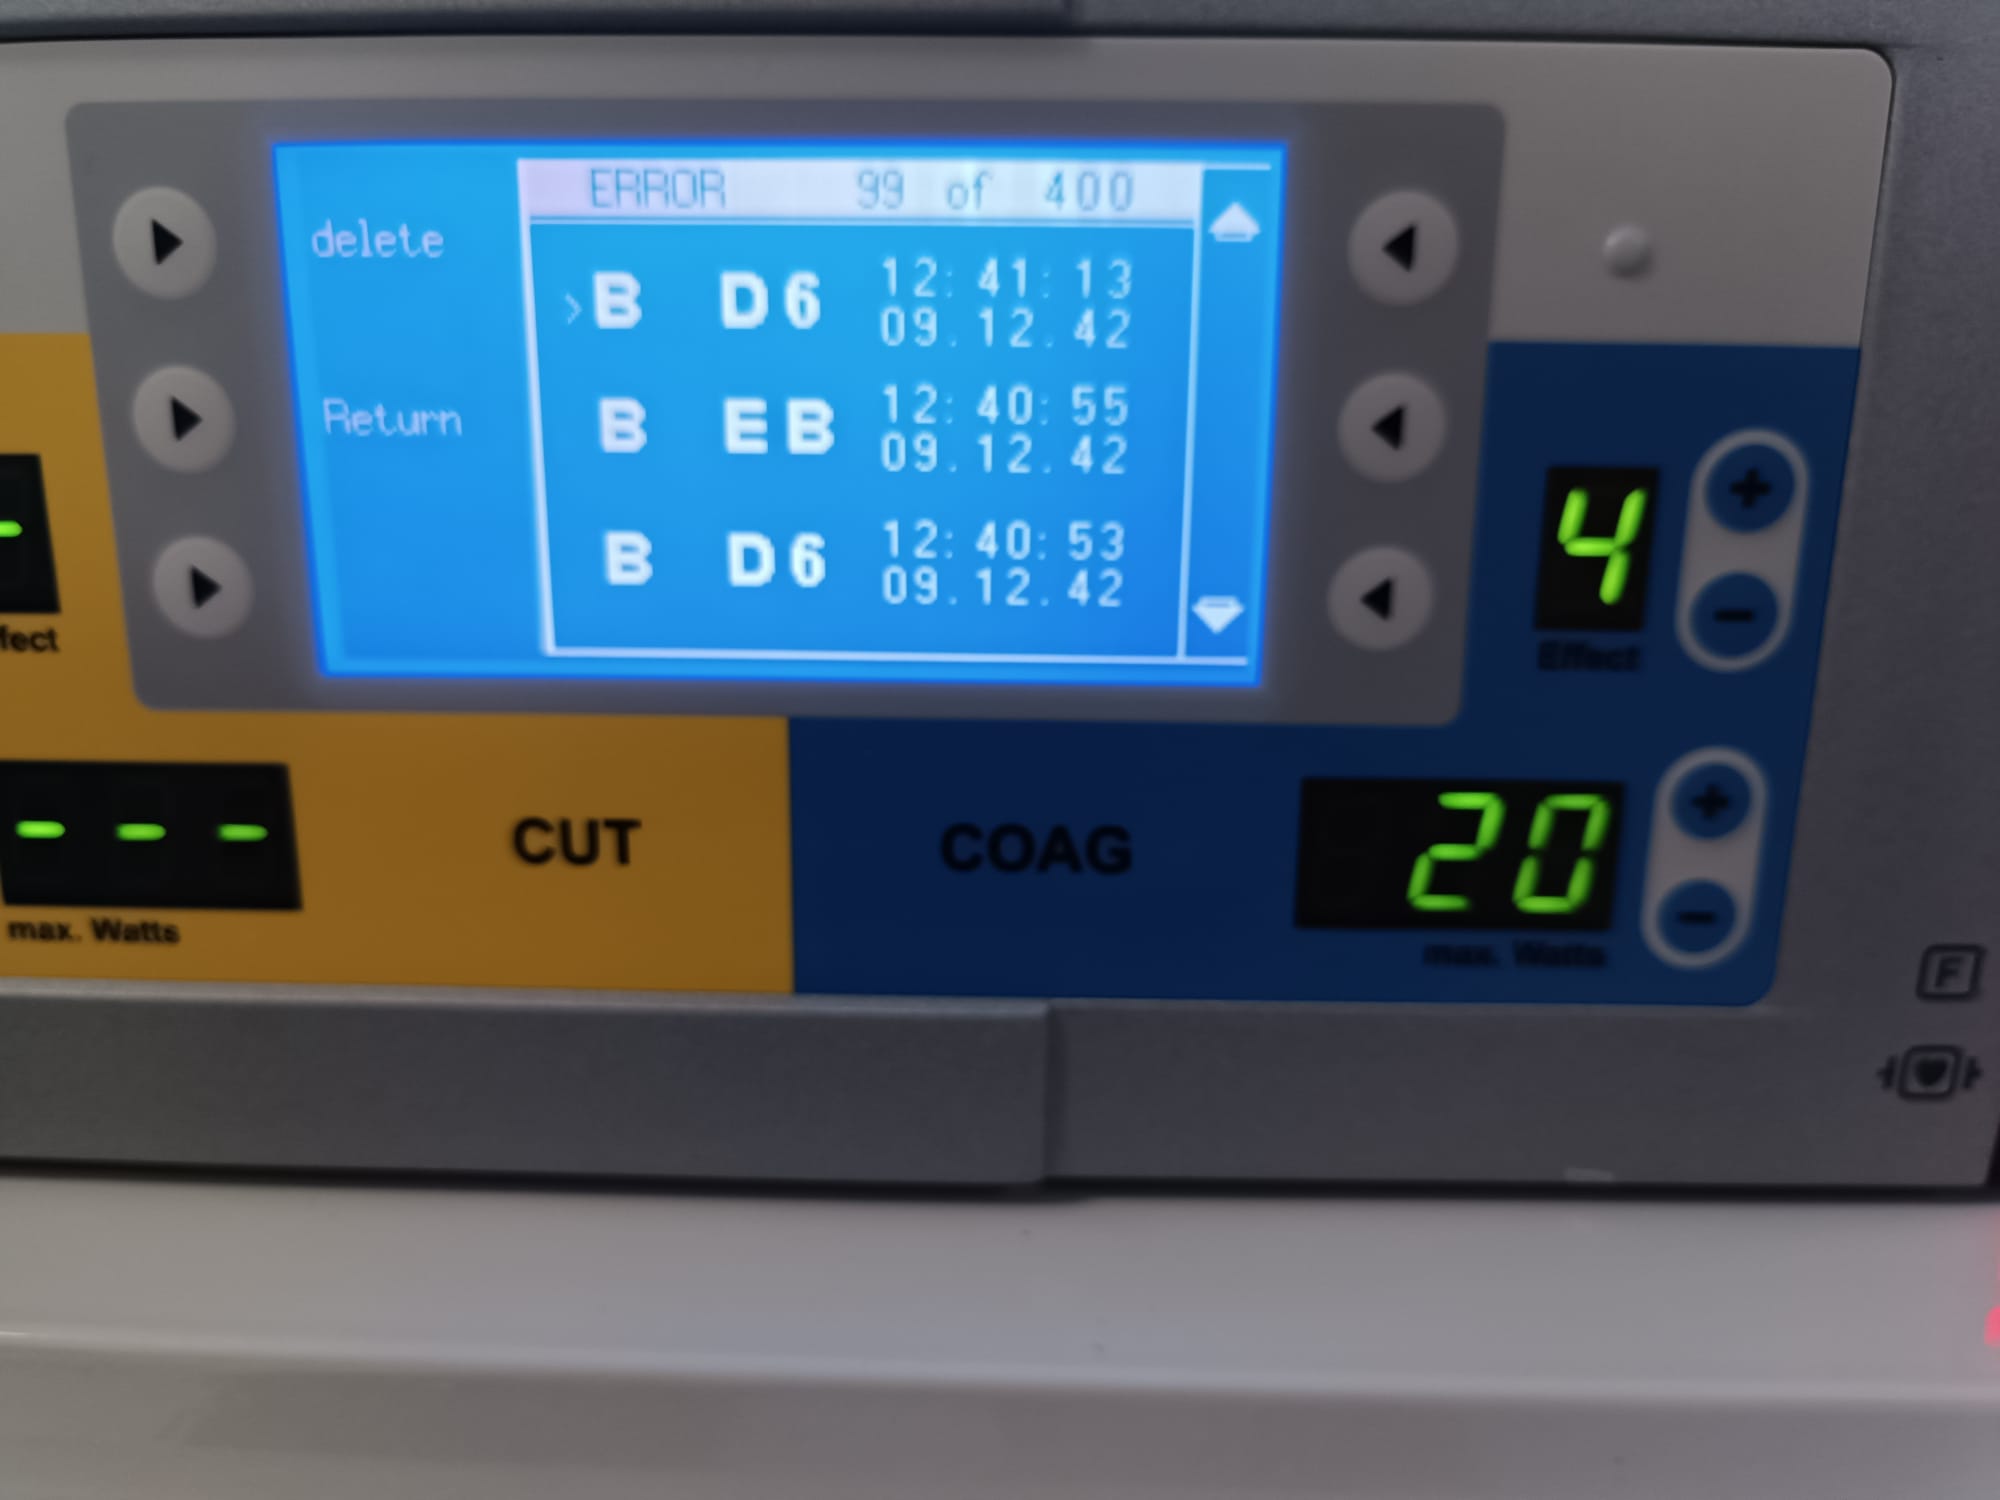 ERROR 99 of 400
delete
> B D6 12:41:13
09.12.42
Return
B EB 12:40:55
09.12.42
B D6 12:40:53
09.12.42
4
fect
Effect
- - -
CUT
COAG
20
max. Watts
max. Watts
F